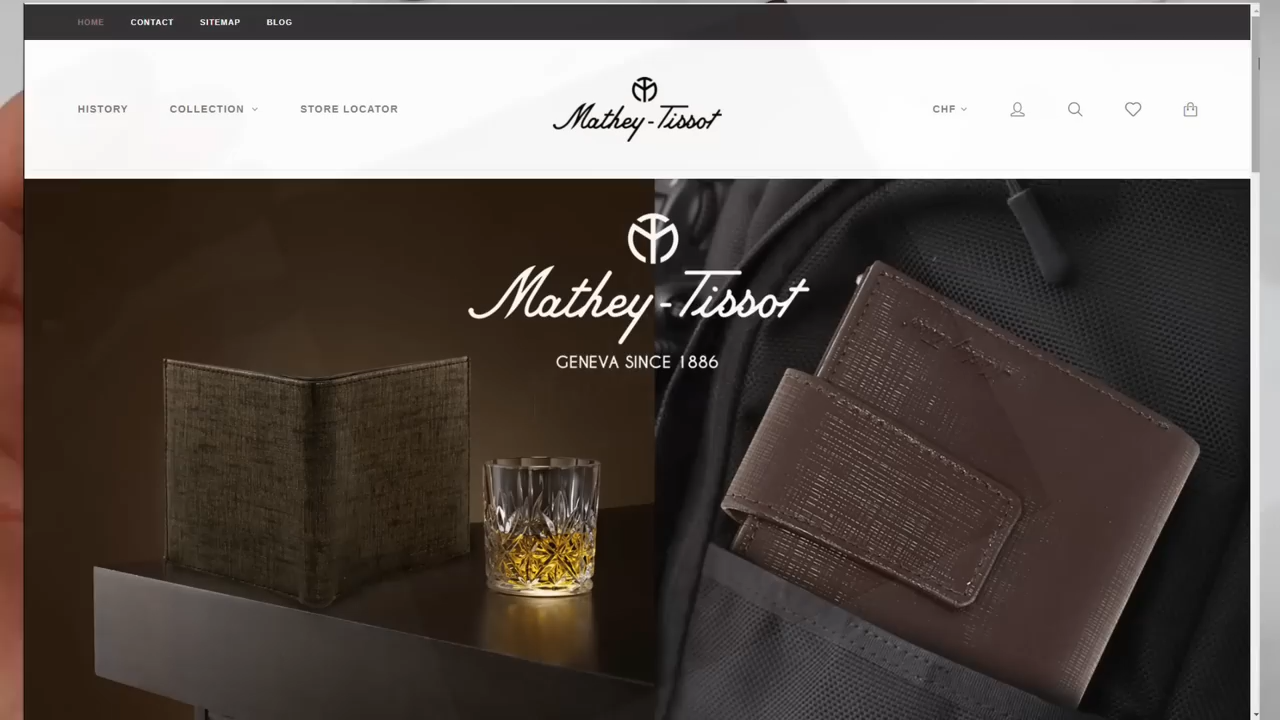 HOME CONTACT SITEMAP BLOG
HISTORY COLLECTION STORE LOCATOR
Mathey-Tissot
CHF
Mathey-Tissot
GENEVA SINCE 1886